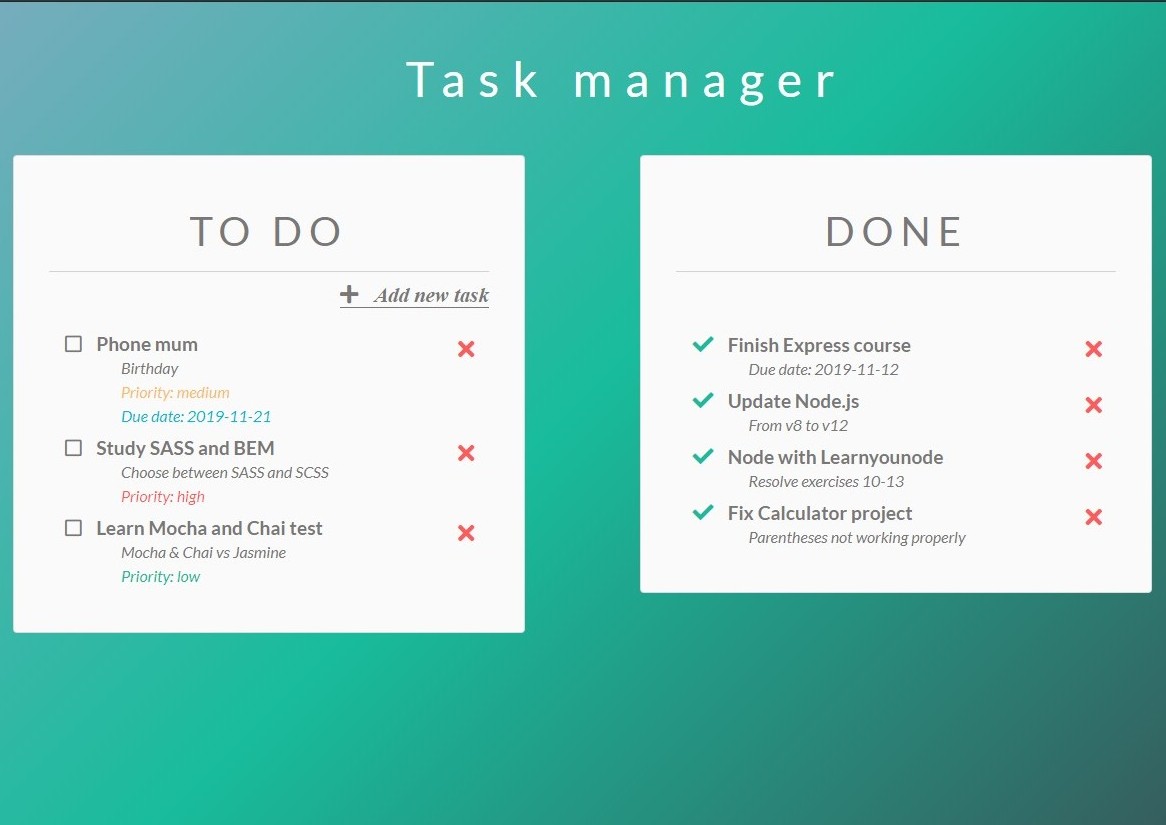 Task manager
TO DO
Add new task
Phone mum
Birthday
Priority: medium
Due date: 2019-11-21
Study SASS and BEM
Choose between SASS and SCSS
Priority: high
Learn Mocha and Chai test
Mocha & Chai vs Jasmine
Priority: low
DONE
Finish Express course
Due date: 2019-11-12
Update Node.js
From v8 to v12
Node with Learnyounode
Resolve exercises 10-13
Fix Calculator project
Parentheses not working properly